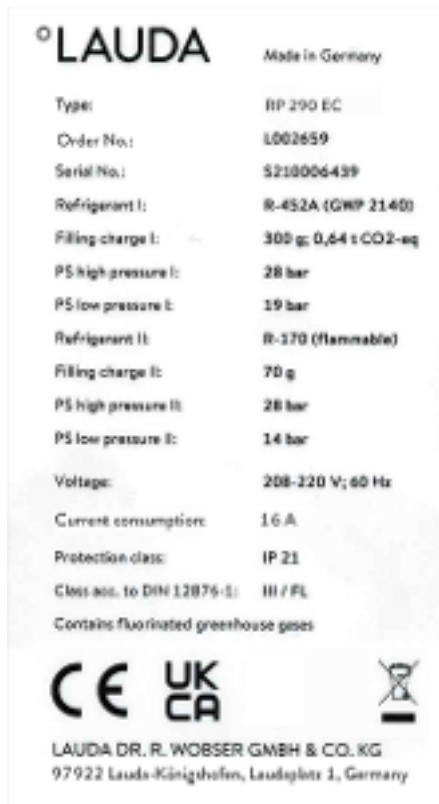 °LAUDA
Made in Germany
Type: RP 290 EC
Order No.: L002659
Serial No.: S210006439
Refrigerant I: R-452A (GWP 2140)
Filling charge I: 300 g; 0,64 t CO2-eq
PS high pressure I: 28 bar
PS low pressure I: 19 bar
Refrigerant II: R-170 (flammable)
Filling charge II: 70 g
PS high pressure II: 28 bar
PS low pressure II: 14 bar
Voltage: 208-220 V; 60 Hz
Current consumption: 16 A
Protection class: IP 21
Class acc. to DIN 12876-1: III / FL
Contains fluorinated greenhouse gases
CE UK
CA
LAUDA DR. R. WOBSER GMBH & CO. KG
97922 Lauda-Königshofen, Laudaplatz 1, Germany